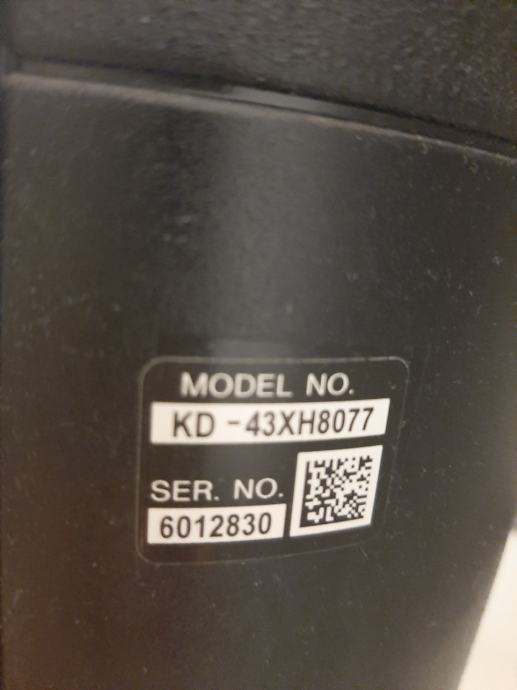 MODEL NO.
KD-43XH8077
SER. NO.
6012830